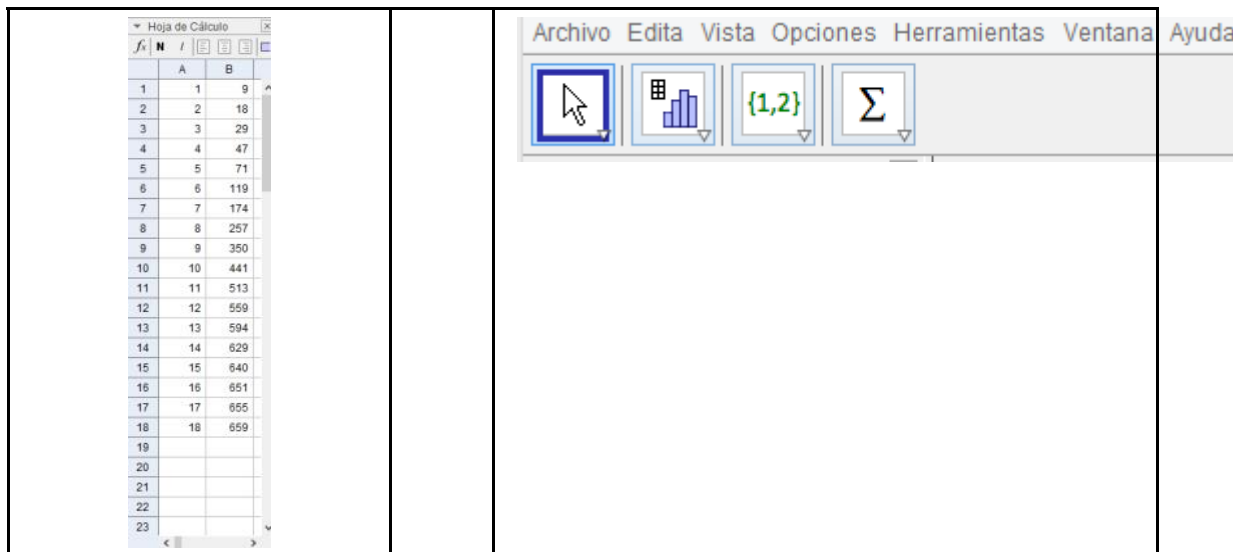 Hoja de Cálculo
fx N I
A B
1 1 9
2 2 18
3 3 29
4 4 47
5 5 71
6 6 119
7 7 174
8 8 257
9 9 350
10 10 441
11 11 513
12 12 559
13 13 594
14 14 629
15 15 640
16 16 651
17 17 655
18 18 659
19
20
21
22
23
Archivo Edita Vista Opciones Herramientas Ventana Ayuda
{1,2} Σ